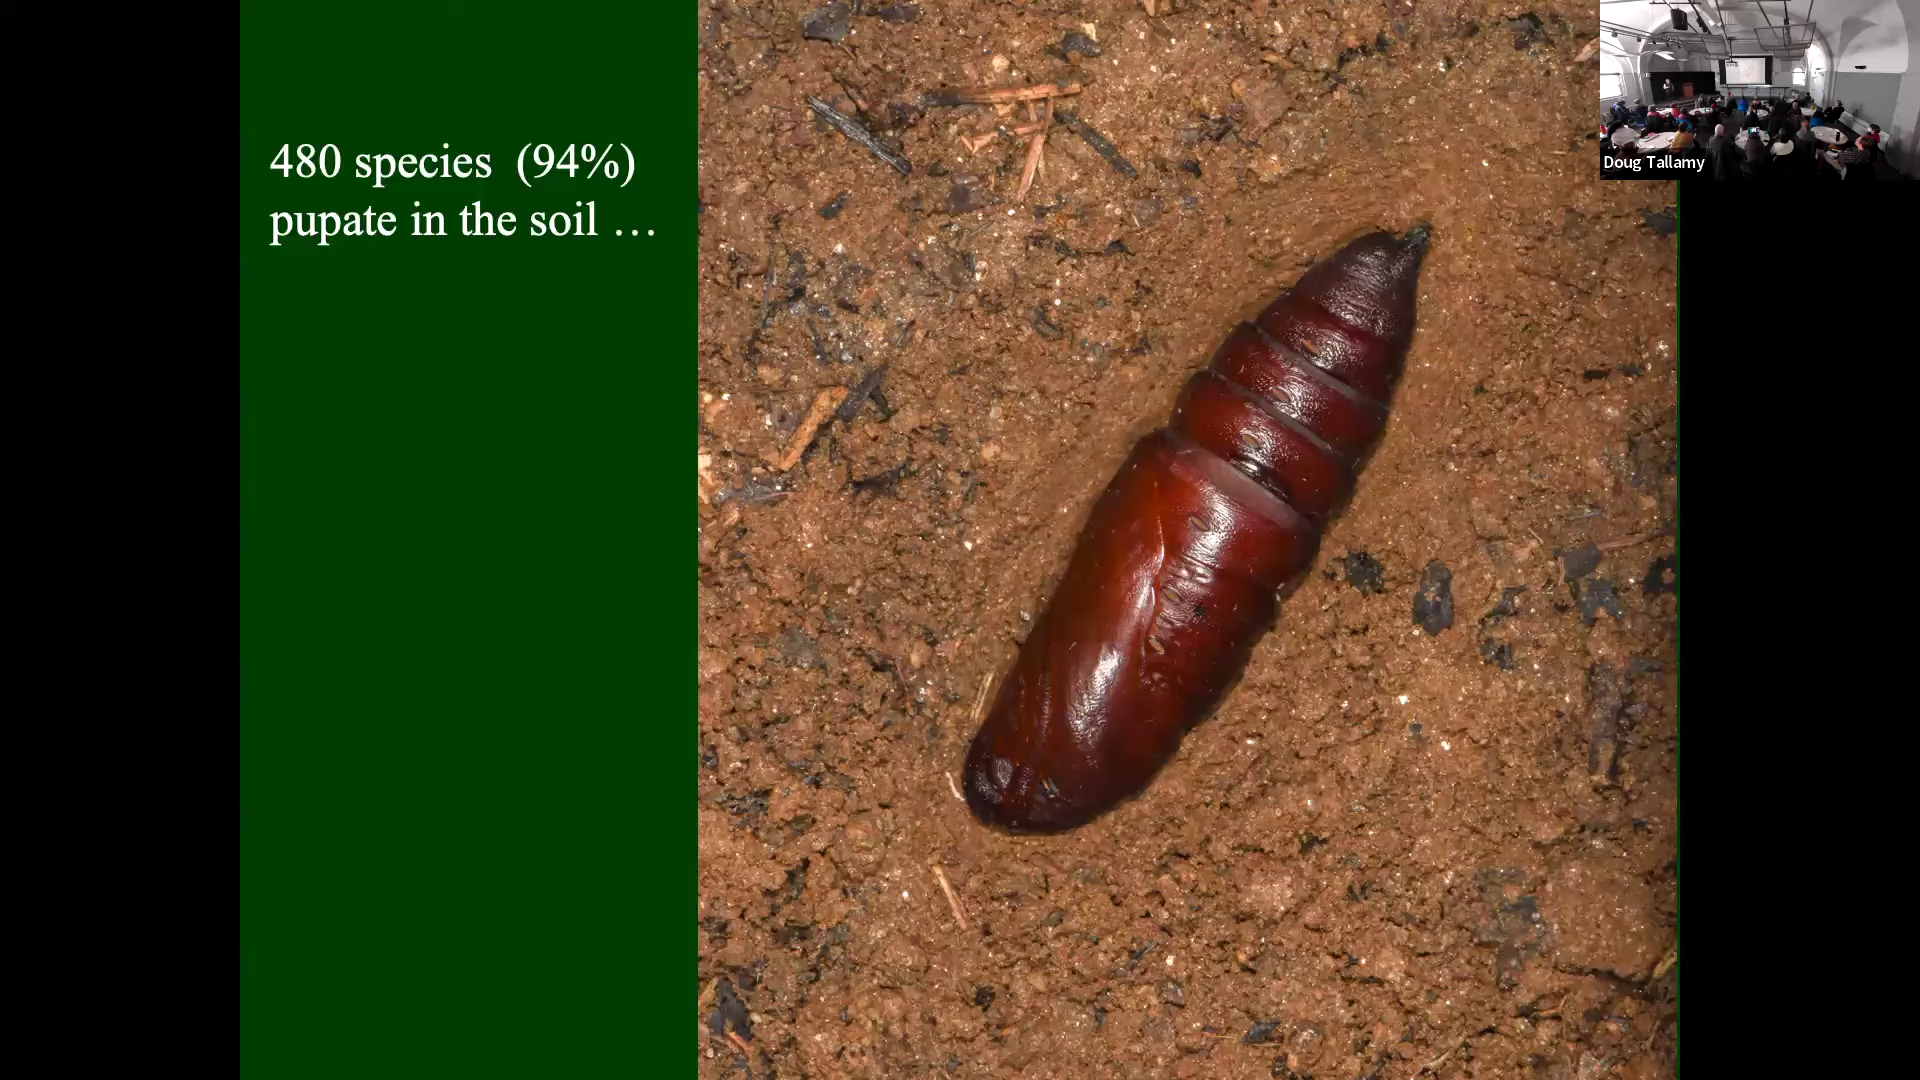 480 species  (94%)
pupate in the soil …
Doug Tallamy